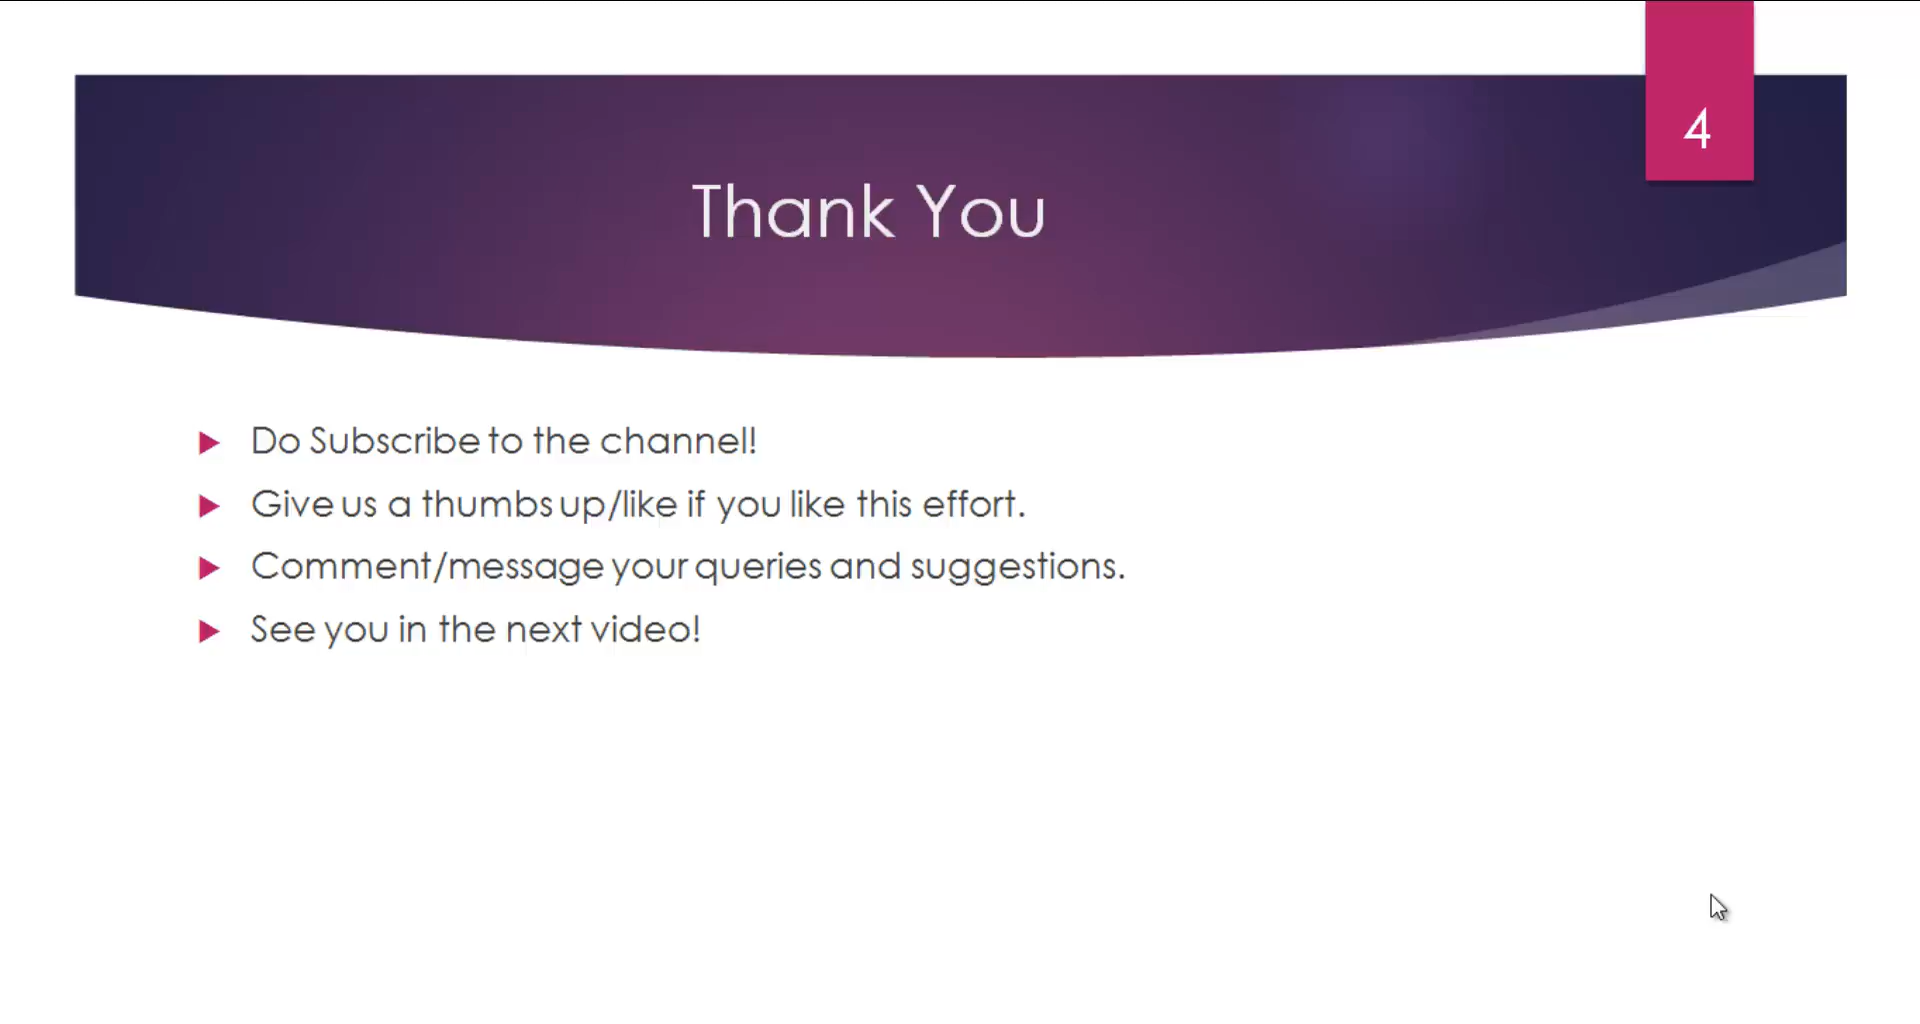 4
Thank You
Do Subscribe to the channel!
Give us a thumbs up/like if you like this effort.
Comment/message your queries and suggestions.
See you in the next video!